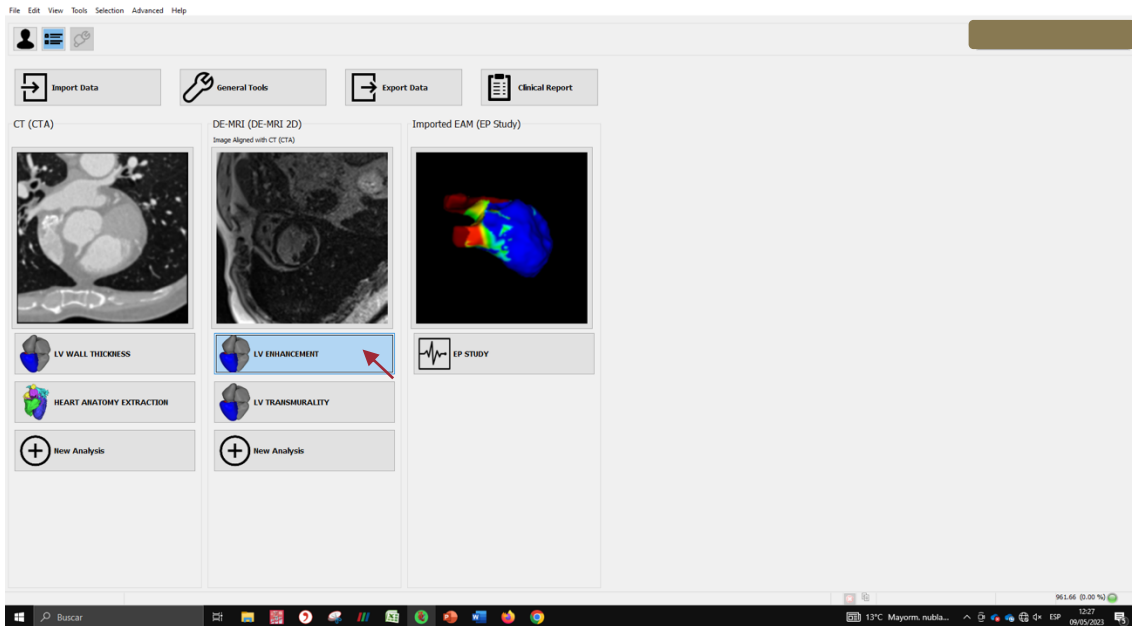 File Edit View Tools Selection Advanced Help
Import Data
General Tools
Export Data
Clinical Report
CT (CTA)
DE-MRI (DE-MRI 2D)
Imported EAM (EP Study)
Image Aligned with CT (CTA)
LV WALL THICKNESS
LV ENHANCEMENT
EP STUDY
HEART ANATOMY EXTRACTION
LV TRANSMURALITY
New Analysis
New Analysis
961.66 (0.00 %)
Buscar
13°C Mayorm. nubla...
ESP
12:27
09/05/2023